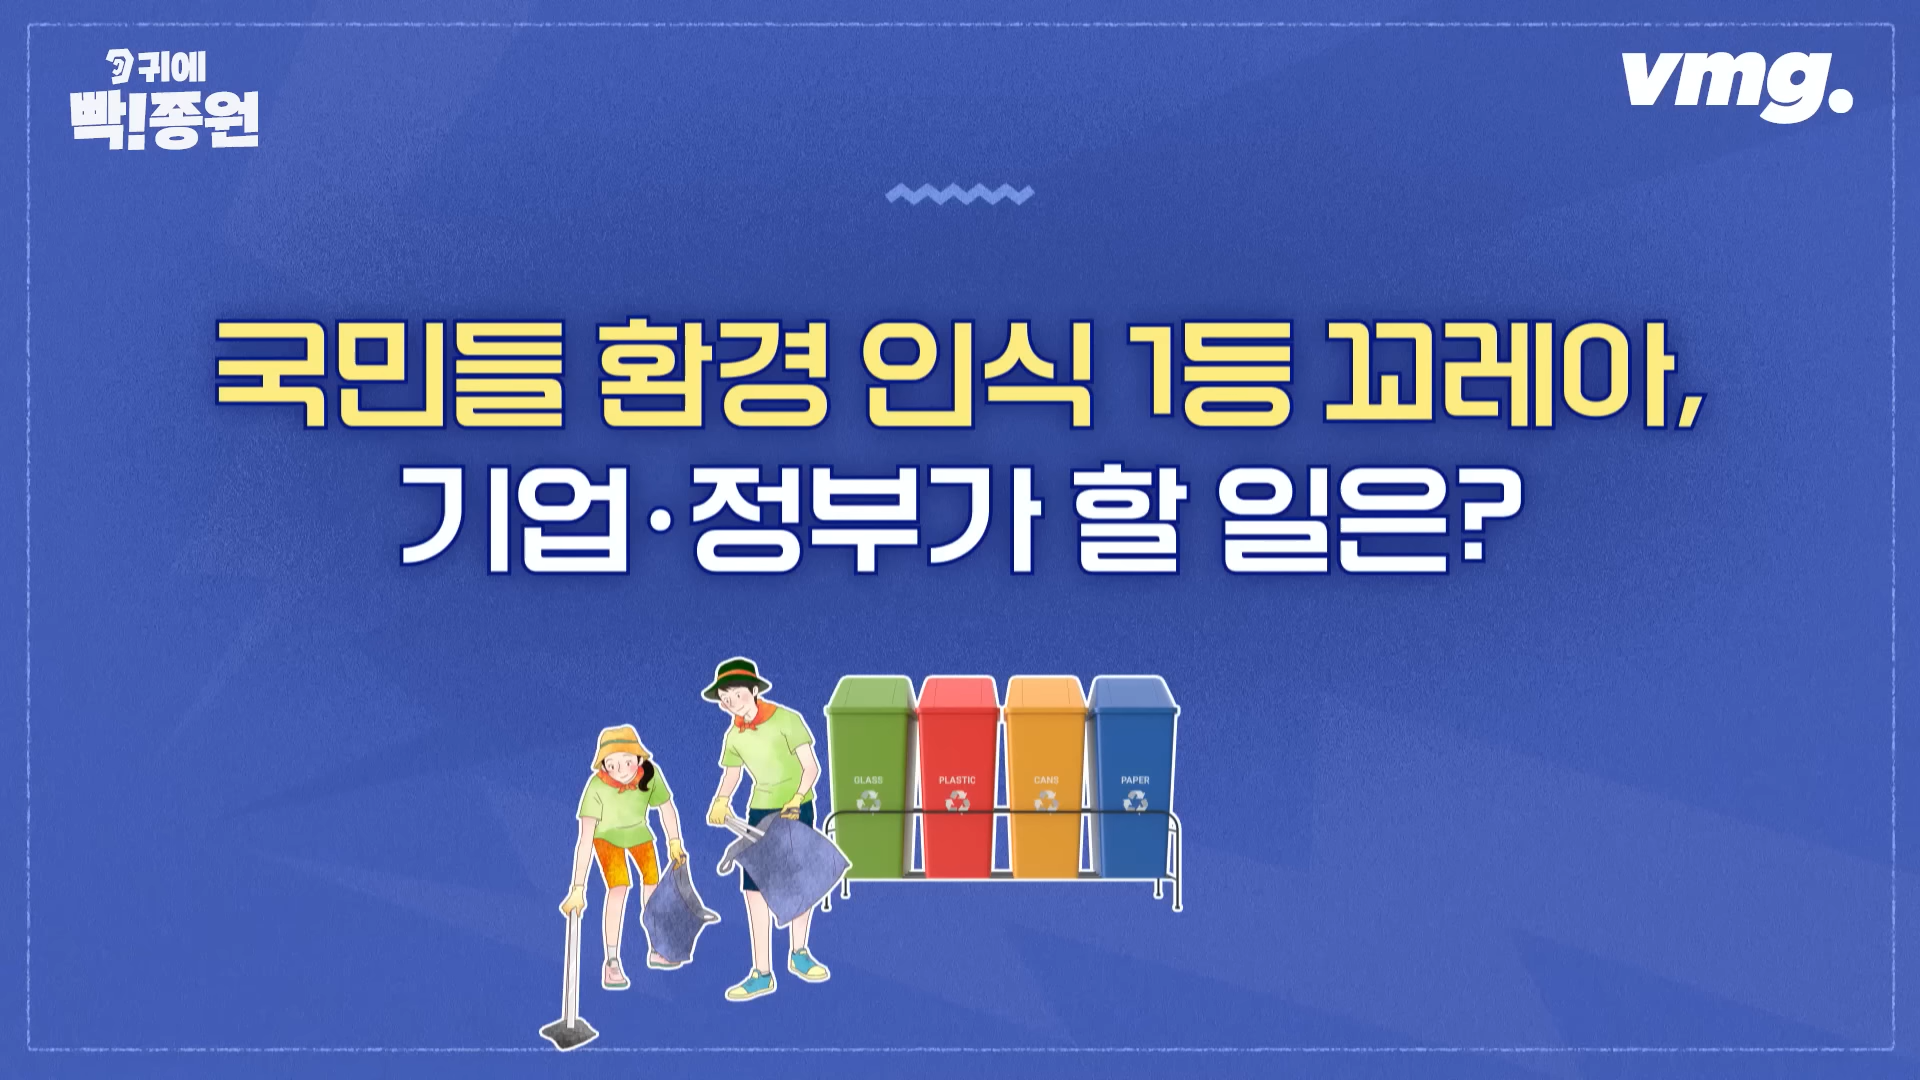 귀에
빡!종원
vmg.
국민들 환경 인식 1등 꼬레아,
기업·정부가 할 일은?
GLASS
PLASTIC
CANS
PAPER